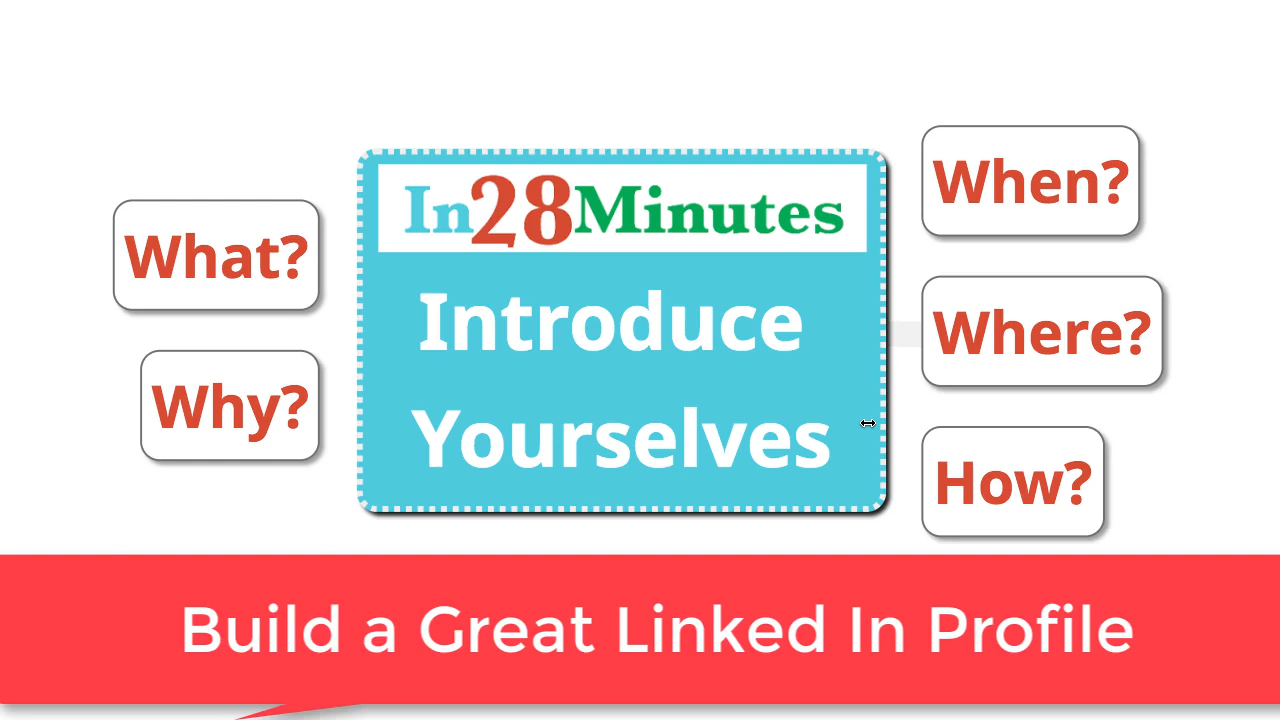 What?
Why?
In28Minutes
Introduce
Yourselves
When?
Where?
How?
Build a Great Linked In Profile